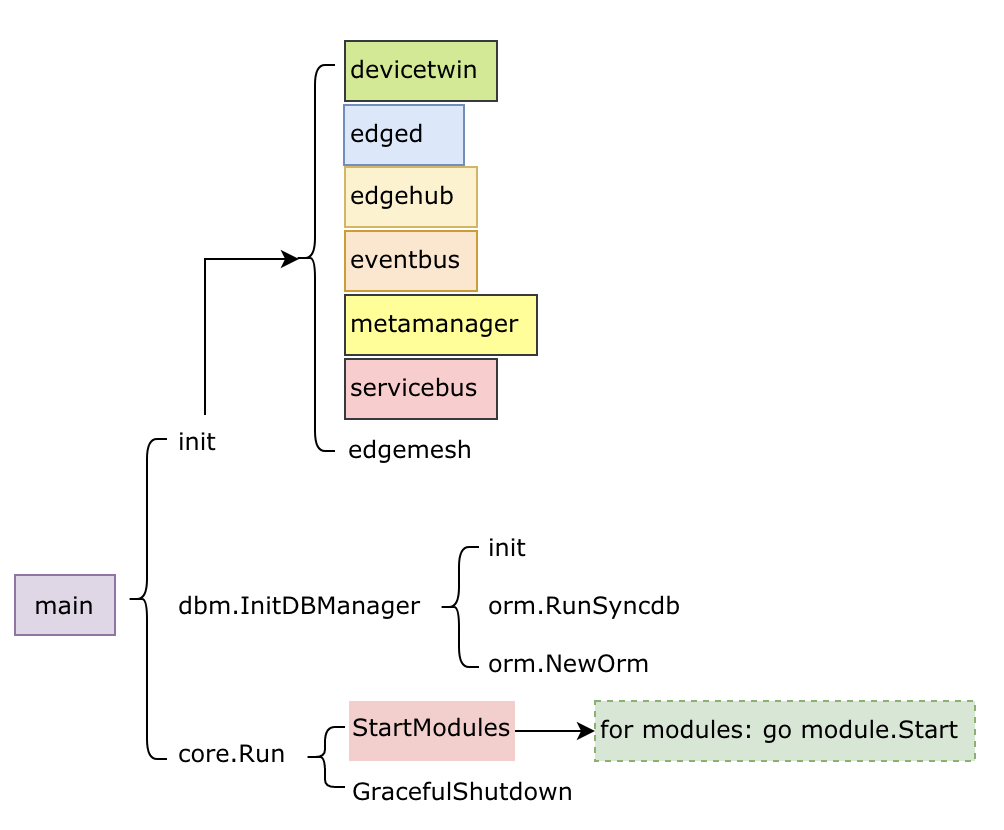 devicetwin
edged
edgehub
eventbus
metamanager
servicebus
edgemesh
init
main
dbm.InitDBManager
init
orm.RunSyncdb
orm.NewOrm
core.Run
StartModules
for modules: go module.Start
GracefulShutdown